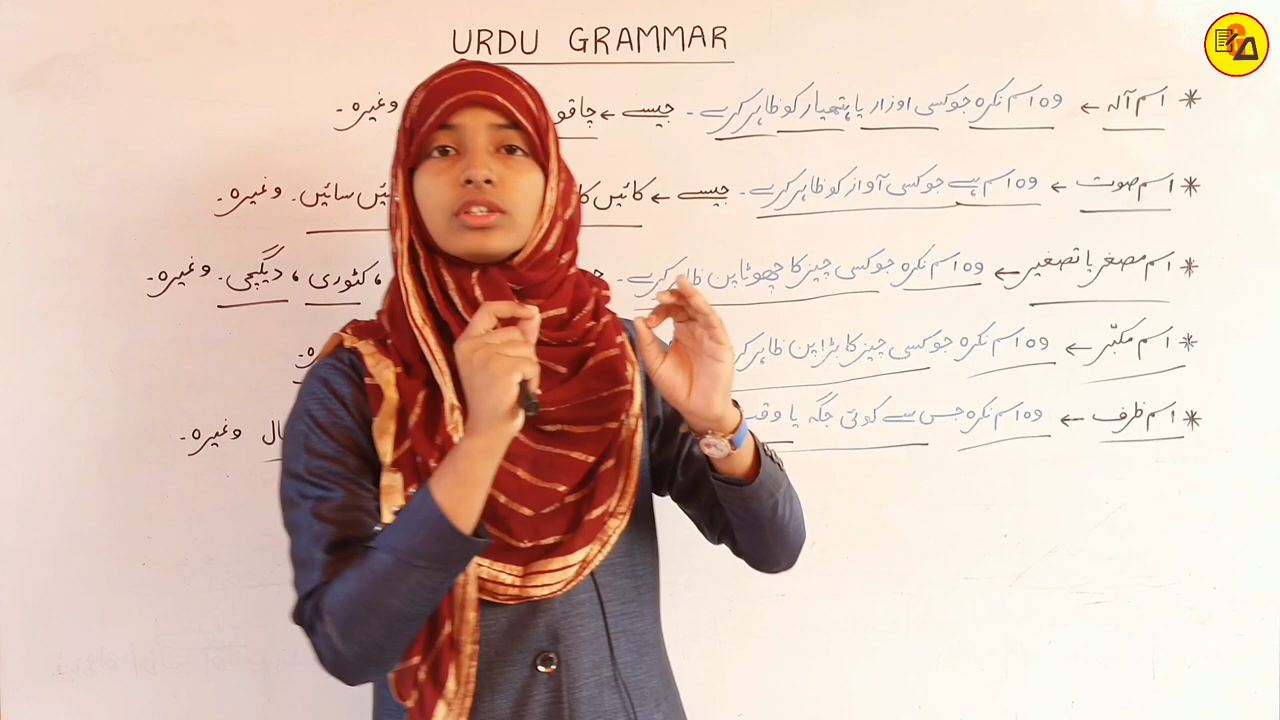 URDU GRAMMAR
* اسم آلہ ← وہ اسم نکرہ جو کسی اوزار یا ہتھیار کو ظاہر کرے۔ جیسے ← چاقو وغیرہ۔
* اسم صوت ← وہ اسم ہے جو کسی آواز کو ظاہر کرے۔ جیسے ← کائیں سائیں۔ وغیرہ۔
* اسم مصغر یا تصغیر ← وہ اسم نکرہ جو کسی چیز کا چھوٹا پن ظاہر کرے۔ ، کٹوری ، دیگچی۔ وغیرہ۔
* اسم مکبّر ← وہ اسم نکرہ جو کسی چیز کا بڑا پن ظاہر
* اسم ظرف ← وہ اسم نکرہ جس سے کوئی جگہ یا وغیرہ۔